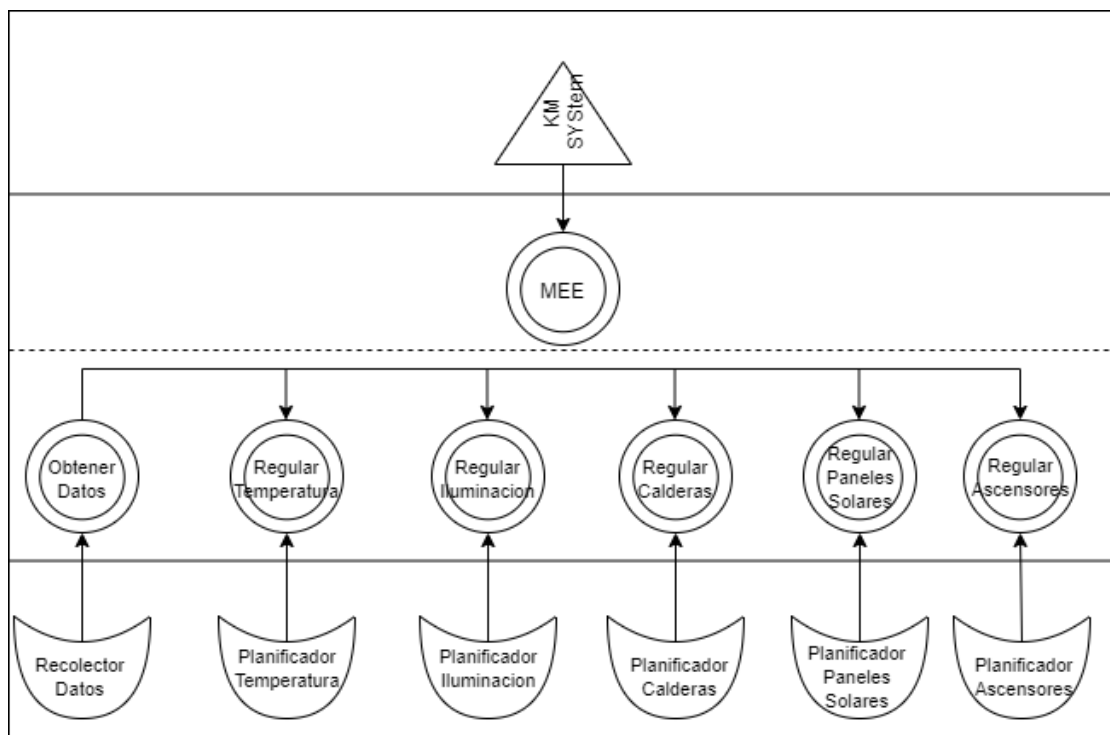 KM
SYStem
MEE
Obtener
Datos
Regular
Temperatura
Regular
Iluminacion
Regular
Calderas
Regular
Paneles
Solares
Regular
Ascensores
Recolector
Datos
Planificador
Temperatura
Planificador
Iluminacion
Planificador
Calderas
Planificador
Paneles
Solares
Planificador
Ascensores